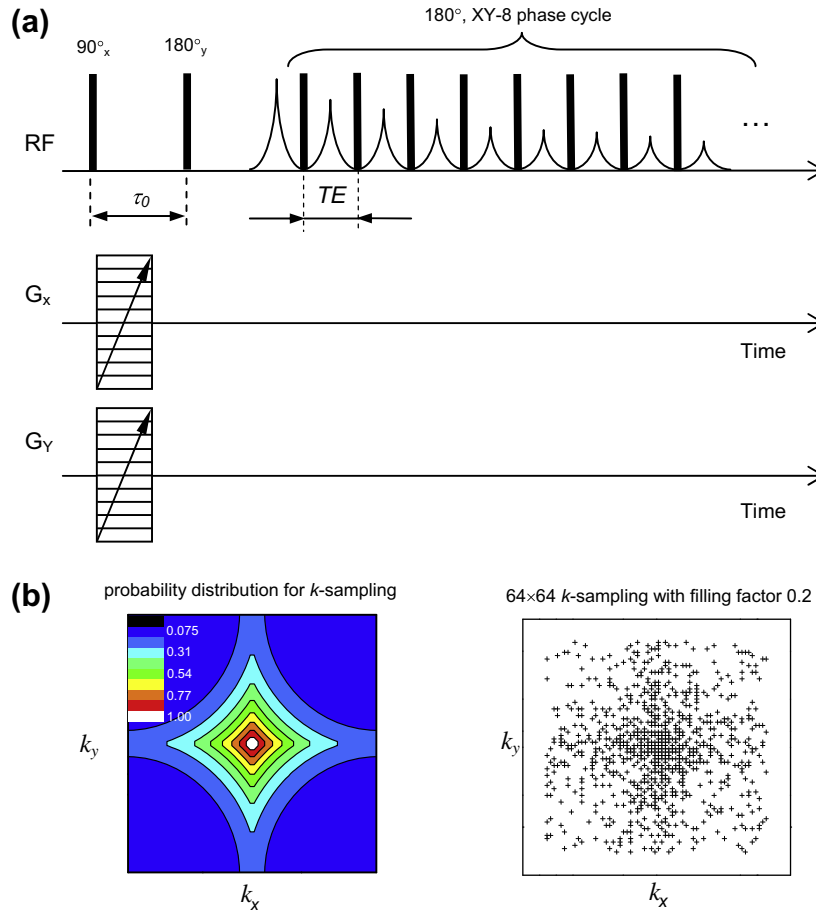 (a)
180°, XY-8 phase cycle
90°x
180°y
RF
...
τ0
TE
Gx
Time
GY
Time
(b)
probability distribution for k-sampling
64×64 k-sampling with filling factor 0.2
0.075
0.31
0.54
0.77
1.00
ky
kx
ky
kx